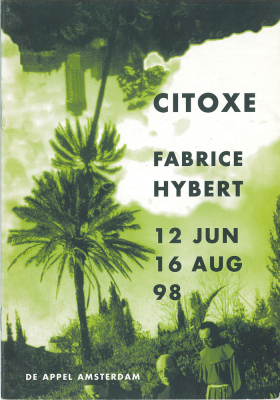 CITOXE
FABRICE
HYBERT
12 JUN
16 AUG
98
DE APPEL AMSTERDAM